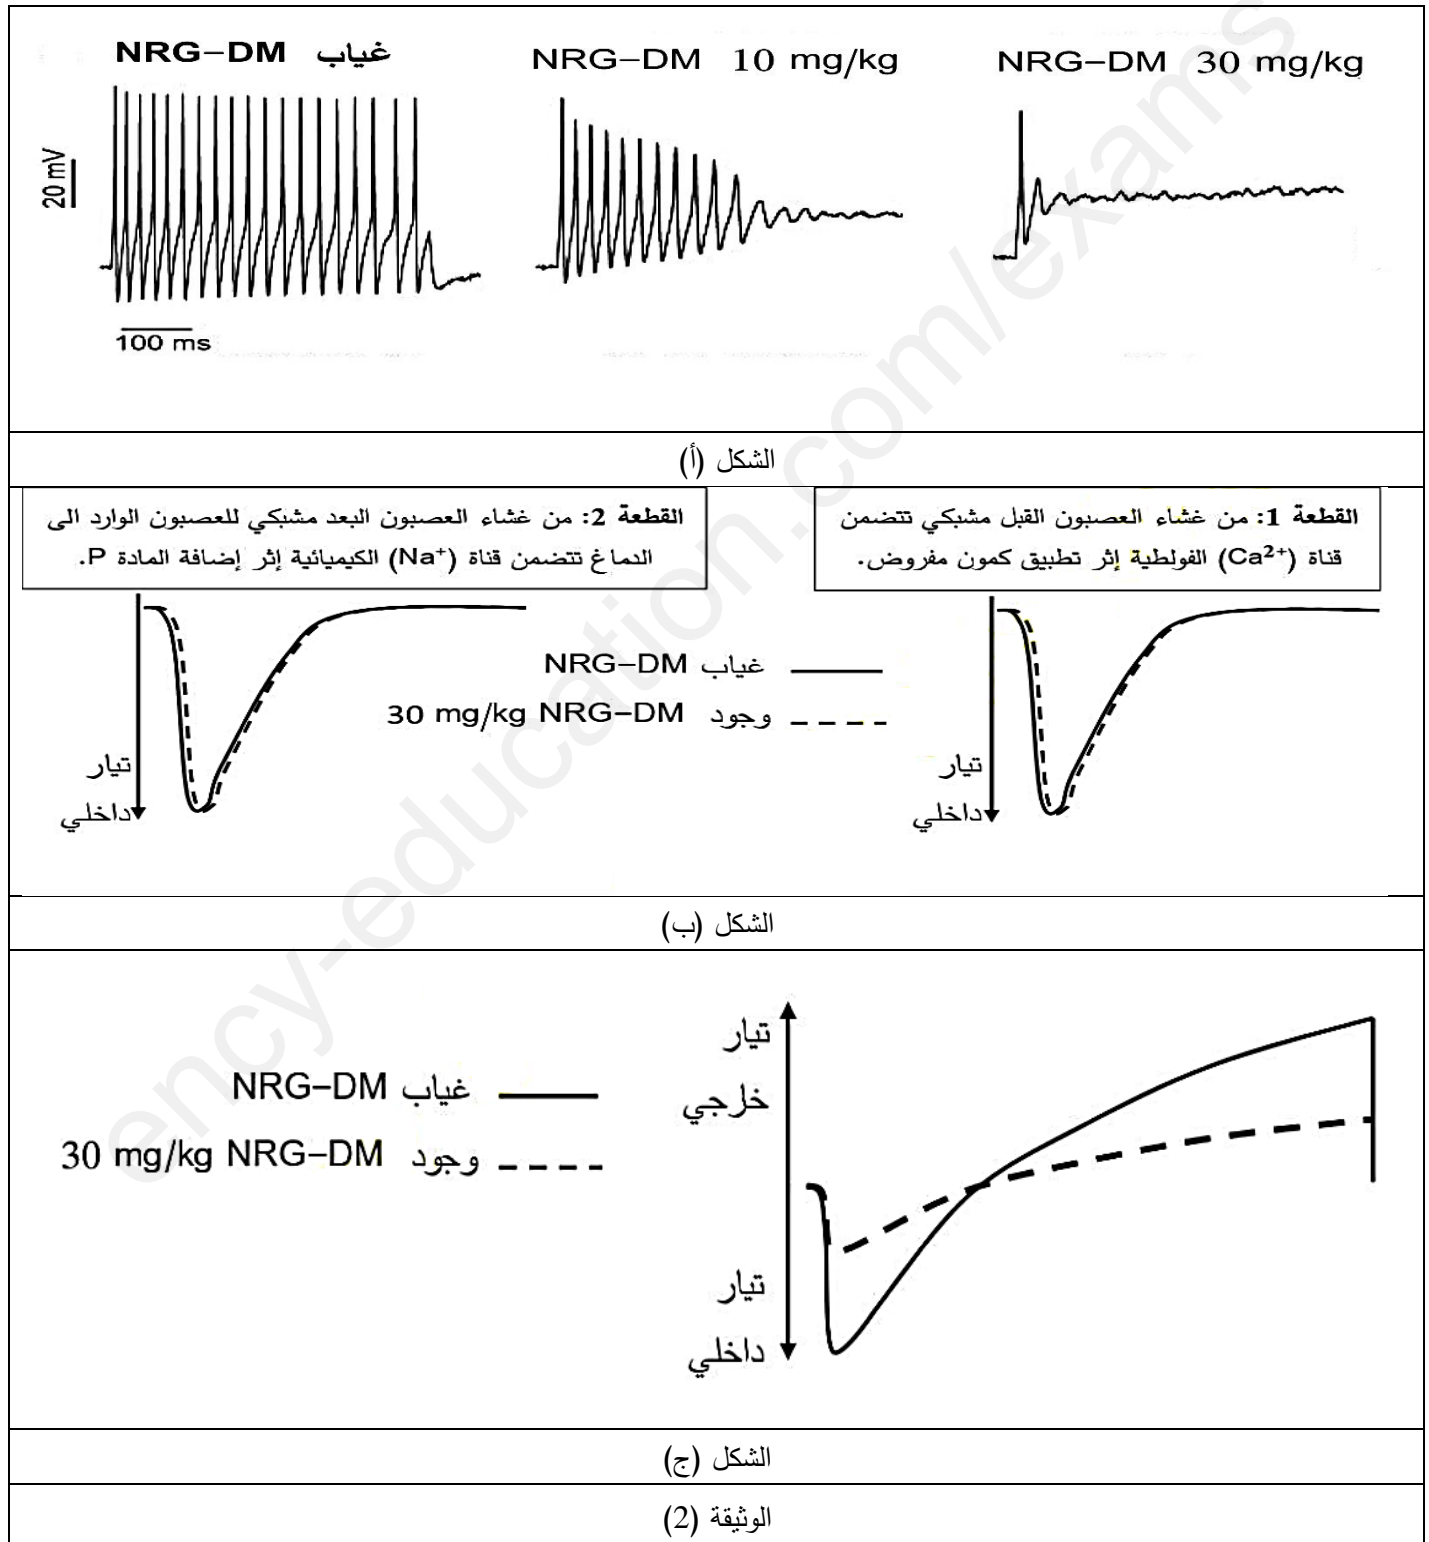 غياب NRG–DM
NRG–DM 10 mg/kg
NRG–DM 30 mg/kg
20 mV
100 ms
الشكل (أ)
القطعة 1: من غشاء العصبون القبل مشبكي تتضمن
قناة (Ca²⁺) الفولطية إثر تطبيق كمون مفروض.
القطعة 2: من غشاء العصبون البعد مشبكي للعصبون الوارد الى
الدماغ تتضمن قناة (Na⁺) الكيميائية إثر إضافة المادة P.
غياب NRG–DM
وجود 30 mg/kg NRG–DM
تيار
داخلي
تيار
داخلي
الشكل (ب)
غياب NRG–DM
وجود 30 mg/kg NRG–DM
تيار
خارجي
تيار
داخلي
الشكل (ج)
الوثيقة (2)
ency-education.com/exams